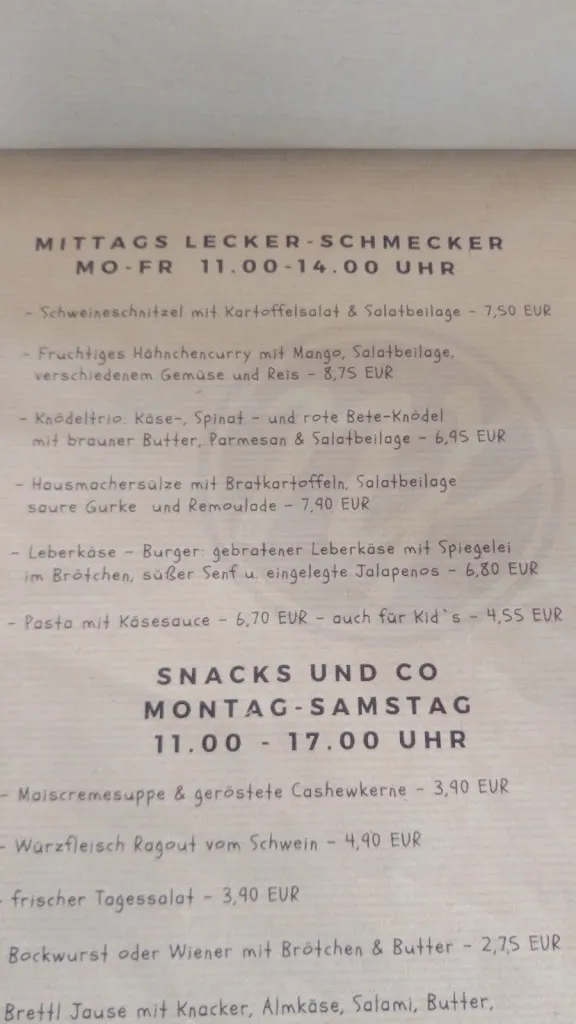 MITTAGS LECKER-SCHMECKER
MO-FR 11.00-14.00 UHR
- Schweineschnitzel mit Kartoffelsalat & Salatbeilage - 7,50 EUR
- Fruchtiges Hähnchencurry mit Mango, Salatbeilage,
verschiedenem Gemüse und Reis - 8,75 EUR
- Knödeltrio: Käse-, Spinat - und rote Bete-Knödel
mit brauner Butter, Parmesan & Salatbeilage - 6,95 EUR
- Hausmachersülze mit Bratkartoffeln, Salatbeilage
saure Gurke und Remoulade - 7,90 EUR
- Leberkäse - Burger: gebratener Leberkäse mit Spiegelei
im Brötchen, süßer Senf u. eingelegte Jalapenos - 6,80 EUR
- Pasta mit Käsesauce - 6,70 EUR - auch für Kid`s - 4,55 EUR
SNACKS UND CO
MONTAG-SAMSTAG
11.00 - 17.00 UHR
- Maiscremesuppe & geröstete Cashewkerne - 3,90 EUR
- Würzfleisch Ragout vom Schwein - 4,90 EUR
- frischer Tagessalat - 3,90 EUR
Bockwurst oder Wiener mit Brötchen & Butter - 2,75 EUR
Brettl Jause mit Knacker, Almkäse, Salami, Butter,